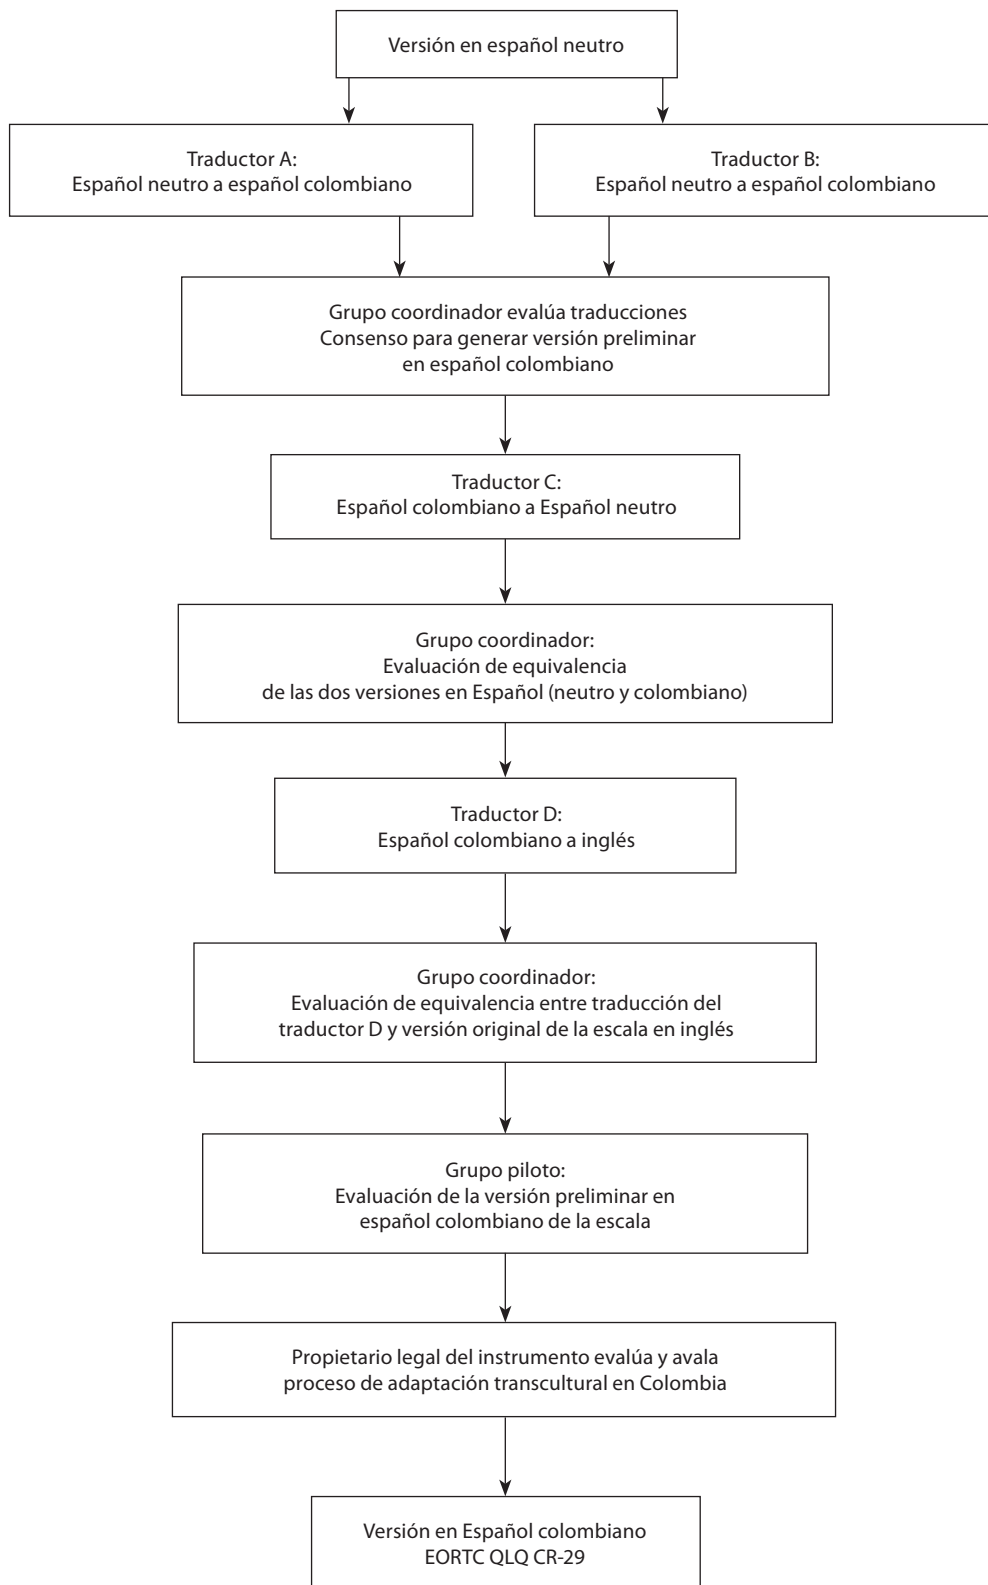 Versión en español neutro
Traductor A:
Español neutro a español colombiano
Traductor B:
Español neutro a español colombiano
Grupo coordinador evalúa traducciones
Consenso para generar versión preliminar
en español colombiano
Traductor C:
Español colombiano a Español neutro
Grupo coordinador:
Evaluación de equivalencia
de las dos versiones en Español (neutro y colombiano)
Traductor D:
Español colombiano a inglés
Grupo coordinador:
Evaluación de equivalencia entre traducción del
traductor D y versión original de la escala en inglés
Grupo piloto:
Evaluación de la versión preliminar en
español colombiano de la escala
Propietario legal del instrumento evalúa y avala
proceso de adaptación transcultural en Colombia
Versión en Español colombiano
EORTC QLQ CR-29